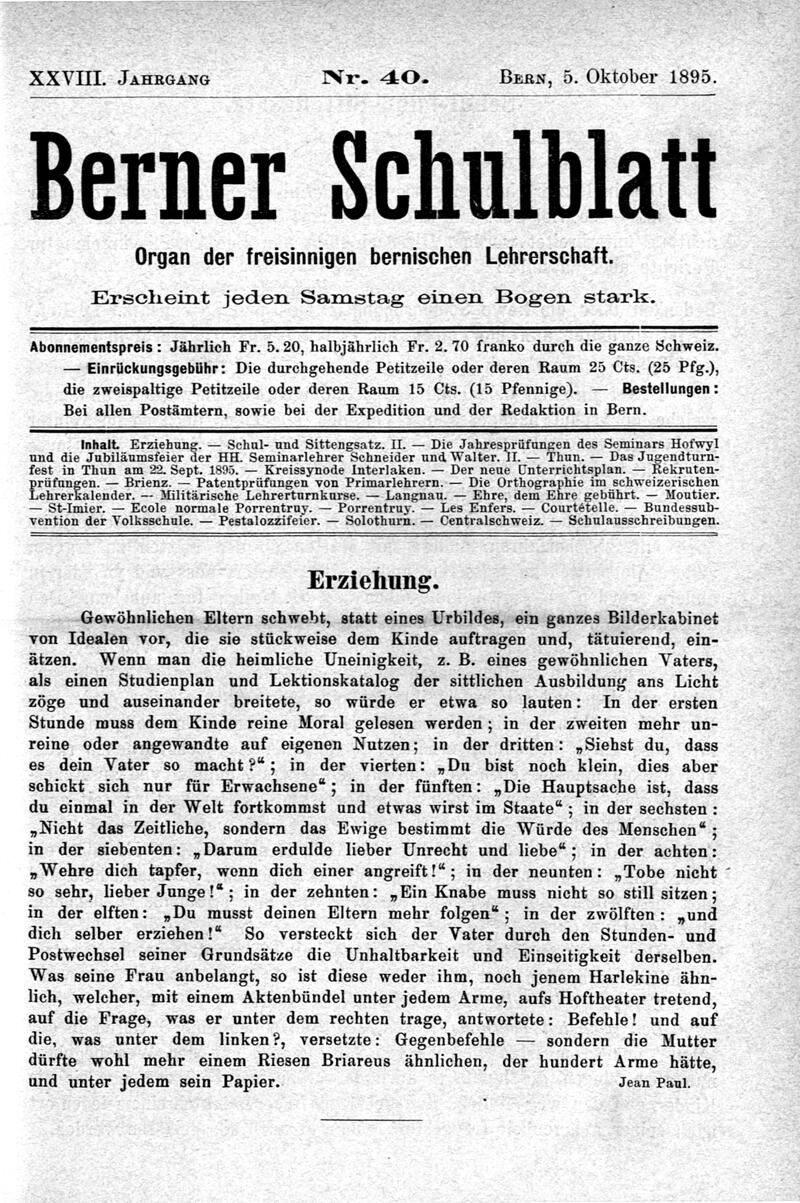 XXVIII. JAHRGANG Nr. 40. BERN, 5. Oktober 1895.
Berner Schulblatt
Organ der freisinnigen bernischen Lehrerschaft.
Erscheint jeden Samstag einen Bogen stark.
Abonnementspreis: Jährlich Fr. 5.20, halbjährlich Fr. 2.70 franko durch die ganze Schweiz.
— Einrückungsgebühr: Die durchgehende Petitzeile oder deren Raum 25 Cts. (25 Pfg.),
die zweispaltige Petitzeile oder deren Raum 15 Cts. (15 Pfennige). — Bestellungen:
Bei allen Postämtern, sowie bei der Expedition und der Redaktion in Bern.
Inhalt. Erziehung. — Schul- und Sittengsatz. II. — Die Jahresprüfungen des Seminars Hofwyl
und die Jubiläumsfeier der HH. Seminarlehrer Schneider und Walter. II. — Thun. — Das Jugendturn-
fest in Thun am 22. Sept. 1895. — Kreissynode Interlaken. — Der neue Unterrichtsplan. — Rekruten-
prüfungen. — Brienz. — Patentprüfungen von Primarlehrern. — Die Orthographie im schweizerischen
Lehrerkalender. — Militärische Lehrerturnkurse. — Langnau. — Ehre, dem Ehre gebührt. — Moutier.
— St-Imier. — Ecole normale Porrentruy. — Porrentruy. — Les Enfers. — Courtételle. — Bundessub-
vention der Volksschule. — Pestalozzifeier. — Solothurn. — Centralschweiz. — Schulausschreibungen.
Erziehung.
Gewöhnlichen Eltern schwebt, statt eines Urbildes, ein ganzes Bilderkabinet
von Idealen vor, die sie stückweise dem Kinde auftragen und, tätuierend, ein-
ätzen. Wenn man die heimliche Uneinigkeit, z. B. eines gewöhnlichen Vaters,
als einen Studienplan und Lektionskatalog der sittlichen Ausbildung ans Licht
zöge und auseinander breitete, so würde er etwa so lauten: In der ersten
Stunde muss dem Kinde reine Moral gelesen werden; in der zweiten mehr un-
reine oder angewandte auf eigenen Nutzen; in der dritten: „Siehst du, dass
es dein Vater so macht?“; in der vierten: „Du bist noch klein, dies aber
schickt sich nur für Erwachsene“; in der fünften: „Die Hauptsache ist, dass
du einmal in der Welt fortkommst und etwas wirst im Staate“; in der sechsten:
„Nicht das Zeitliche, sondern das Ewige bestimmt die Würde des Menschen“;
in der siebenten: „Darum erdulde lieber Unrecht und liebe“; in der achten:
„Wehre dich tapfer, wenn dich einer angreift!“; in der neunten: „Tobe nicht
so sehr, lieber Junge!“; in der zehnten: „Ein Knabe muss nicht so still sitzen;
in der elften: „Du musst deinen Eltern mehr folgen“; in der zwölften: „und
dich selber erziehen!“ So versteckt sich der Vater durch den Stunden- und
Postwechsel seiner Grundsätze die Unhaltbarkeit und Einseitigkeit derselben.
Was seine Frau anbelangt, so ist diese weder ihm, noch jenem Harlekine ähn-
lich, welcher, mit einem Aktenbündel unter jedem Arme, aufs Hoftheater tretend,
auf die Frage, was er unter dem rechten trage, antwortete: Befehle! und auf
die, was unter dem linken?, versetzte: Gegenbefehle — sondern die Mutter
dürfte wohl mehr einem Riesen Briareus ähnlichen, der hundert Arme hätte,
und unter jedem sein Papier. Jean Paul.